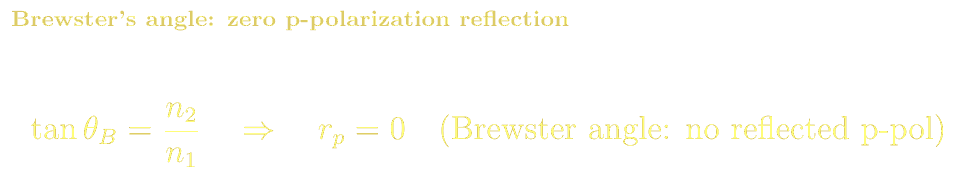 Brewster's angle: zero p-polarization reflection
tan θ_B = n_2/n_1 ⇒ r_p = 0 (Brewster angle: no reflected p-pol)